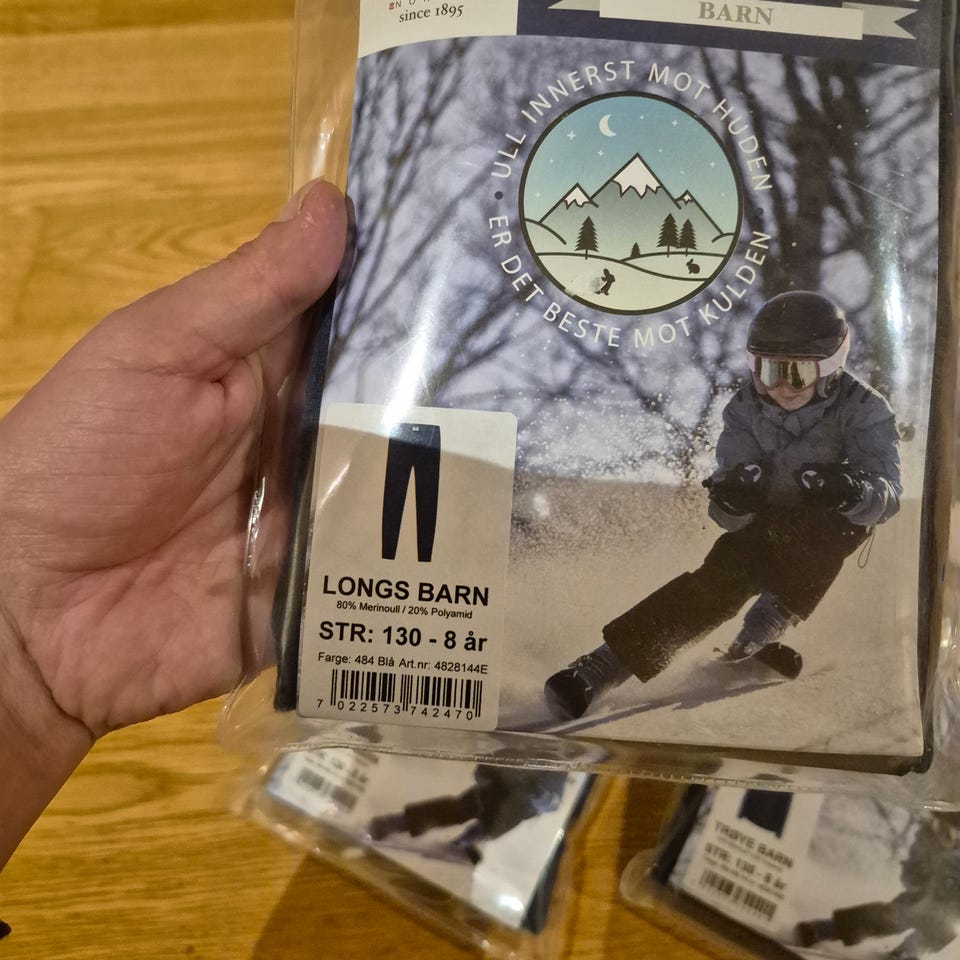 since 1895
BARN
ULL INNERST MOT HUDEN
ER DET BESTE MOT KULDEN
LONGS BARN
80% Merinoull / 20% Polyamid
STR: 130 - 8 år
Farge: 484 Blå Art.nr: 4828144E
7 022573 742470
TRØYE BARN
STR: 130 - 8 år